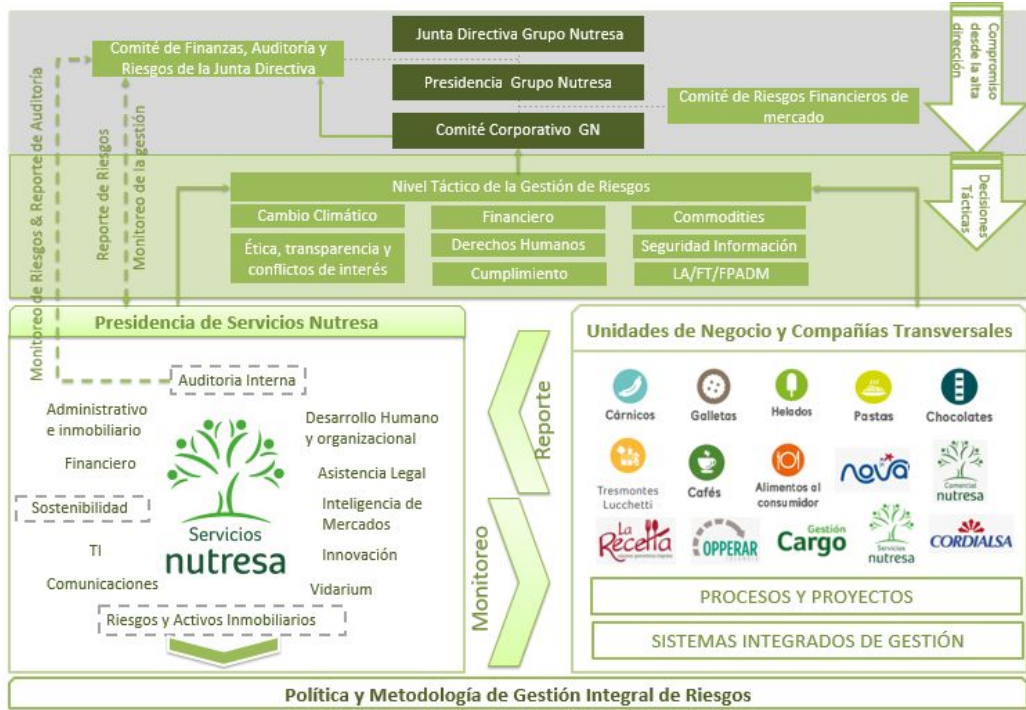 Junta Directiva Grupo Nutresa
Comité de Finanzas, Auditoría y
Riesgos de la Junta Directiva
Presidencia Grupo Nutresa
Comité de Riesgos Financieros de
mercado
Comité Corporativo GN
Compromiso
desde la alta
dirección
Monitoreo de Riesgos & Reporte de Auditoría
Reporte de Riesgos
Monitoreo de la gestión
Nivel Táctico de la Gestión de Riesgos
Cambio Climático
Financiero
Commodities
Ética, transparencia y
conflictos de interés
Derechos Humanos
Seguridad Información
Cumplimiento
LA/FT/FPADM
Decisiones
Tácticas
Presidencia de Servicios Nutresa
Auditoria Interna
Administrativo
e inmobiliario
Desarrollo Humano
y organizacional
Financiero
Asistencia Legal
Sostenibilidad
Inteligencia de
Mercados
TI
Innovación
Comunicaciones
Vidarium
Servicios
nutresa
Riesgos y Activos Inmobiliarios
Reporte
Monitoreo
Unidades de Negocio y Compañías Transversales
Cárnicos
Galletas
Helados
Pastas
Chocolates
Tresmontes
Lucchetti
Cafés
Alimentos al
consumidor
nova
Comercial
nutresa
La
Receta
OPPERAR
Gestión
Cargo
Servicios
nutresa
CORDIALSA
PROCESOS Y PROYECTOS
SISTEMAS INTEGRADOS DE GESTIÓN
Política y Metodología de Gestión Integral de Riesgos